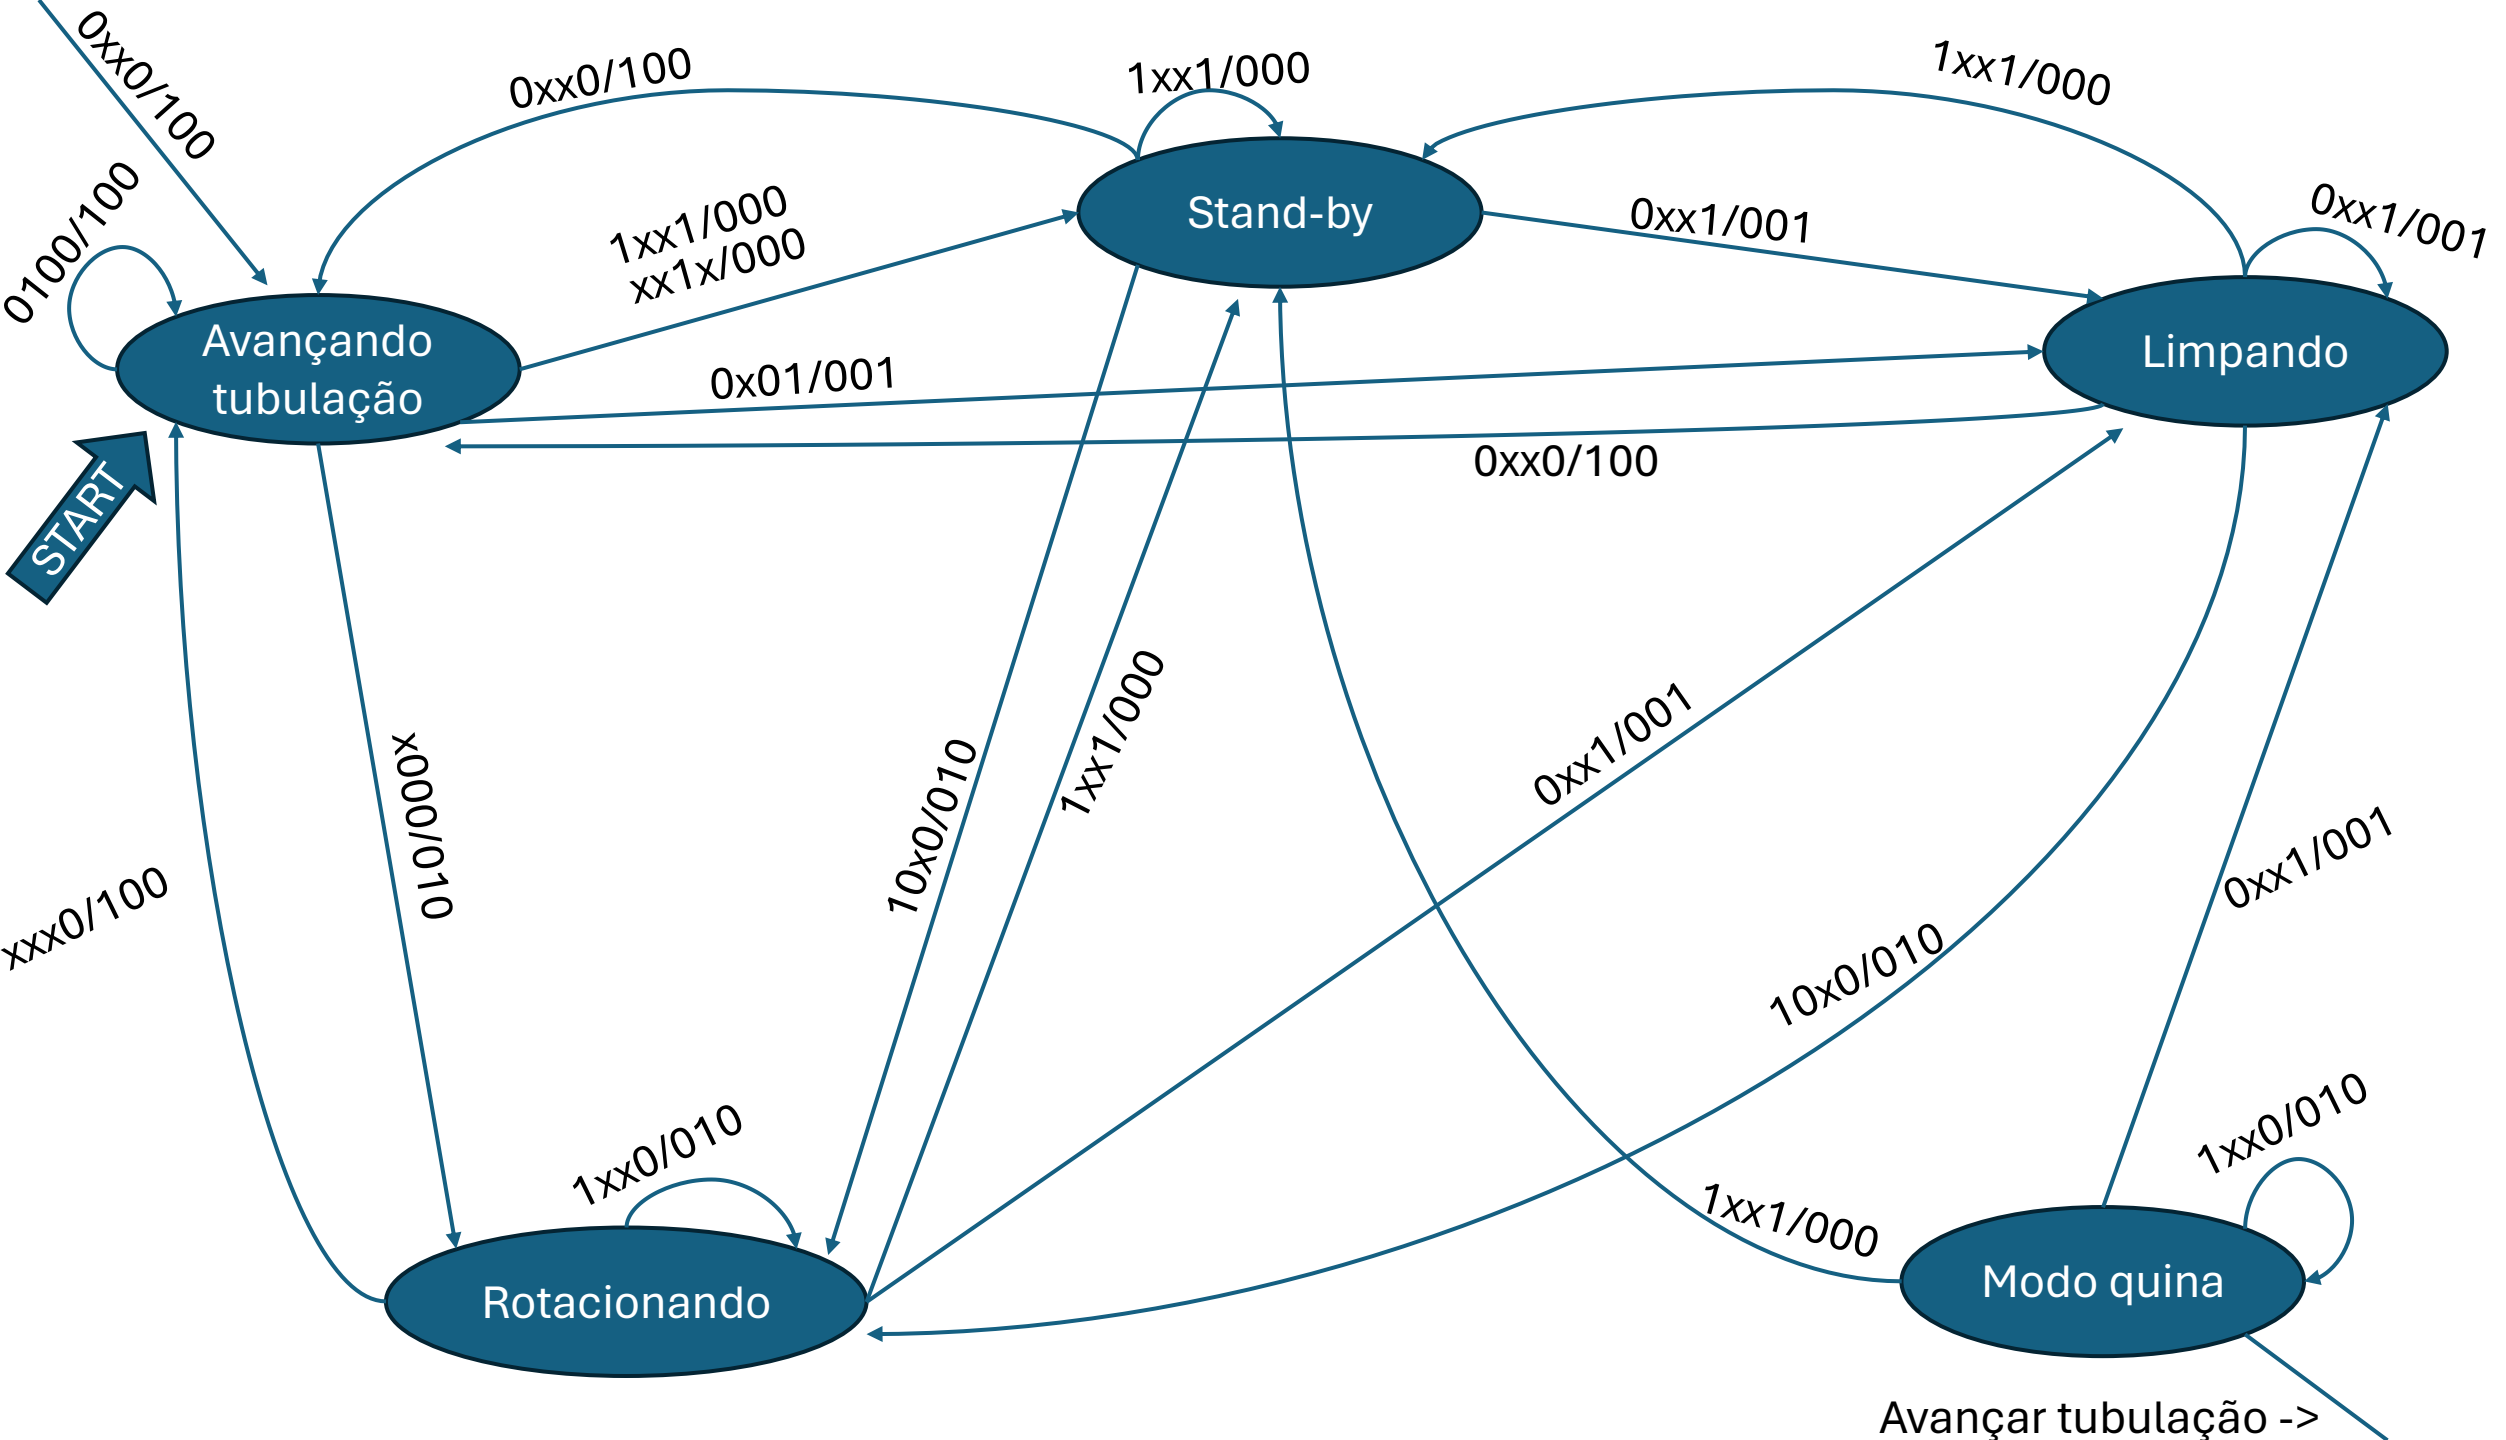 0xx0/100
0xx0/100
1xx1/000
1xx1/000
0100/100
1xx1/000
xx1x/000
Stand-by
0xx1/001
0xx1/001
Avançando
tubulação
0x01/001
Limpando
0xx0/100
START
x000/010
10x0/010
1xx1/000
0xx1/001
0xx1/001
xxx0/100
10x0/010
1xx0/010
1xx0/010
1xx1/000
Rotacionando
Modo quina
Avançar tubulação ->